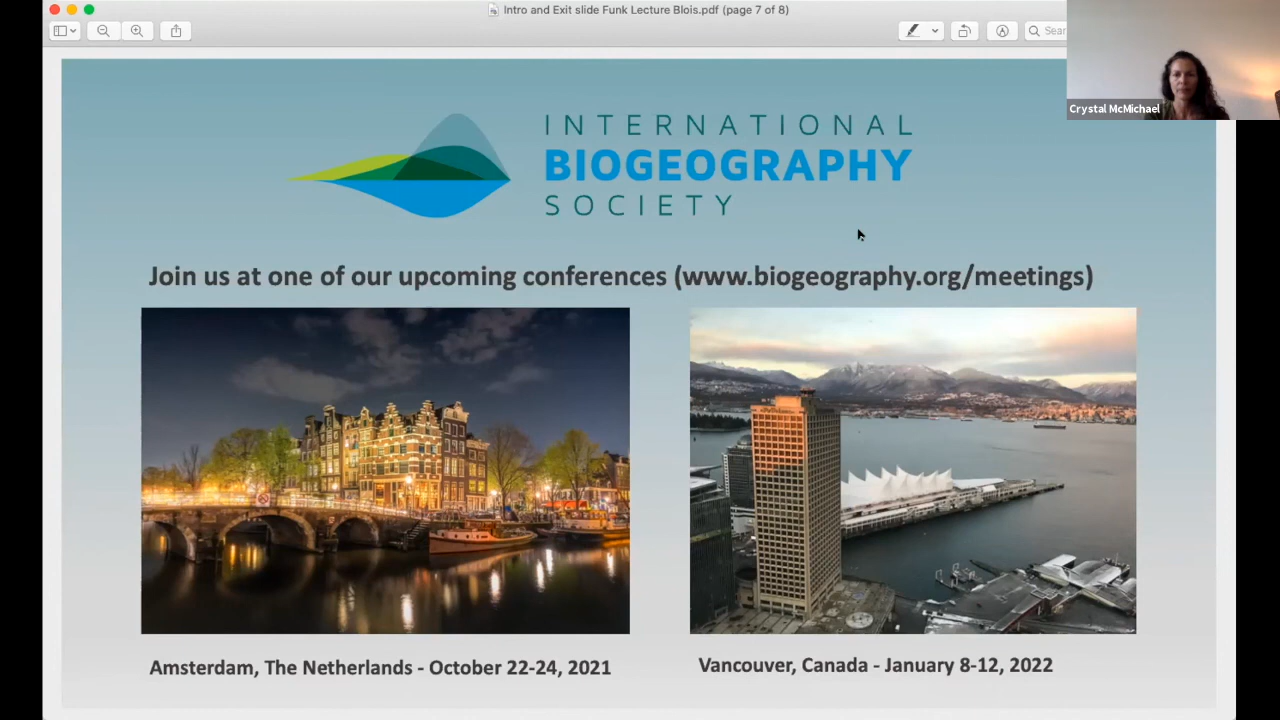 Intro and Exit slide Funk Lecture Blois.pdf (page 7 of 8)
Sear
Crystal McMichael
INTERNATIONAL
BIOGEOGRAPHY
SOCIETY
Join us at one of our upcoming conferences (www.biogeography.org/meetings)
Amsterdam, The Netherlands - October 22-24, 2021
Vancouver, Canada - January 8-12, 2022